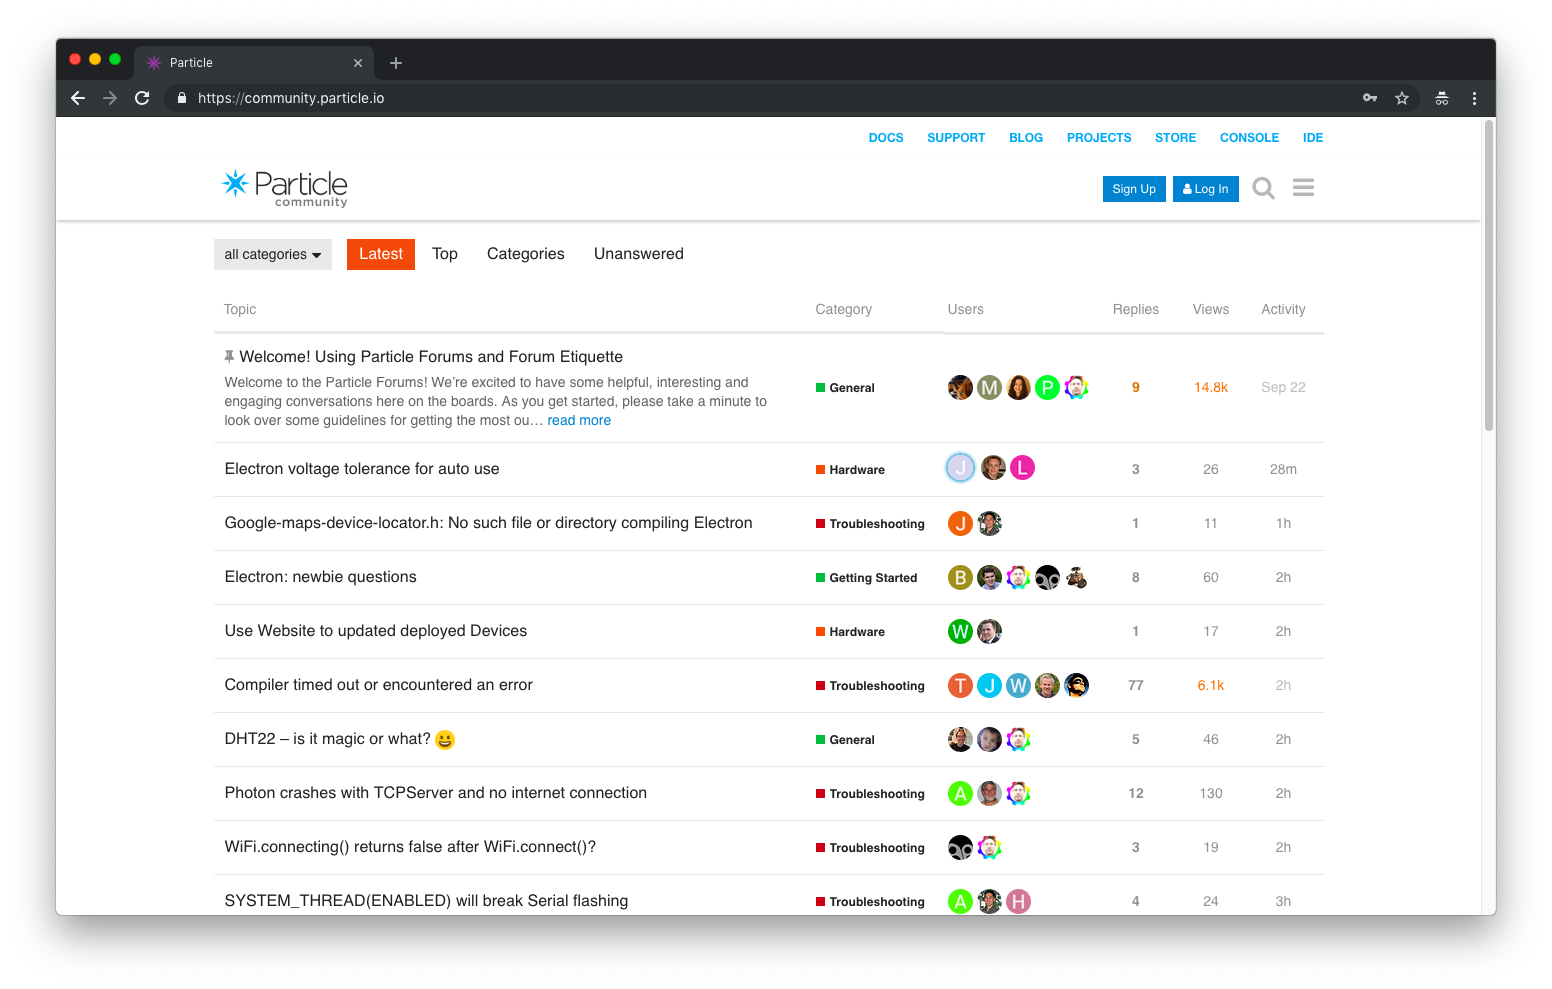 Particle
https://community.particle.io
DOCS SUPPORT BLOG PROJECTS STORE CONSOLE IDE
Particle
community
Sign Up Log In
all categories Latest Top Categories Unanswered
Topic Category Users Replies Views Activity
Welcome! Using Particle Forums and Forum Etiquette
Welcome to the Particle Forums! We’re excited to have some helpful, interesting and
engaging conversations here on the boards. As you get started, please take a minute to
look over some guidelines for getting the most ou… read more
General M P 9 14.8k Sep 22
Electron voltage tolerance for auto use Hardware J L 3 26 28m
Google-maps-device-locator.h: No such file or directory compiling Electron Troubleshooting J 1 11 1h
Electron: newbie questions Getting Started B 8 60 2h
Use Website to updated deployed Devices Hardware W 1 17 2h
Compiler timed out or encountered an error Troubleshooting T J W 77 6.1k 2h
DHT22 – is it magic or what? 😀 General 5 46 2h
Photon crashes with TCPServer and no internet connection Troubleshooting A 12 130 2h
WiFi.connecting() returns false after WiFi.connect()? Troubleshooting 3 19 2h
SYSTEM_THREAD(ENABLED) will break Serial flashing Troubleshooting A H 4 24 3h